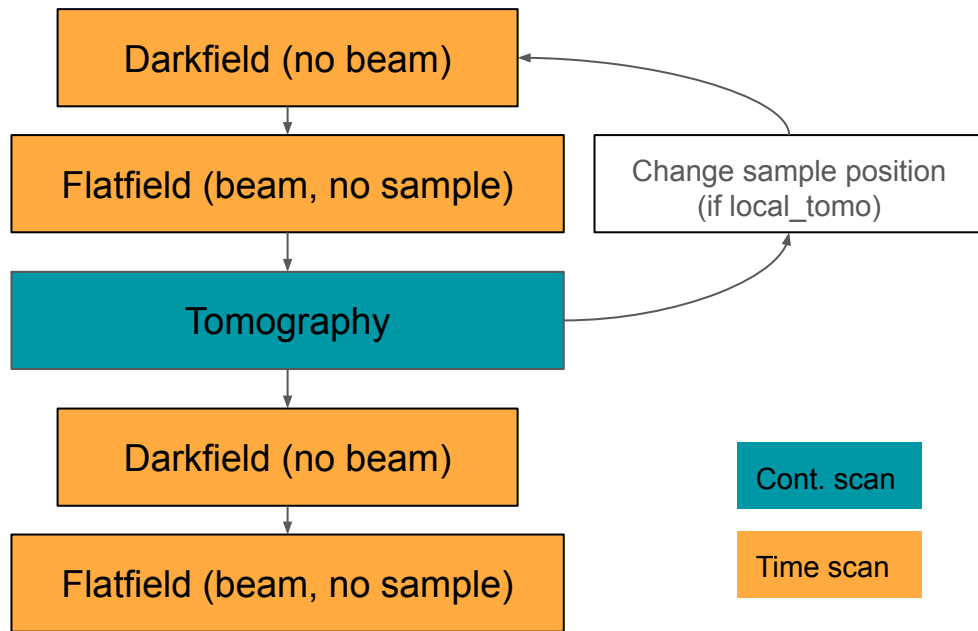 Darkfield (no beam)
Flatfield (beam, no sample)
Change sample position
(if local_tomo)
Tomography
Darkfield (no beam)
Cont. scan
Flatfield (beam, no sample)
Time scan